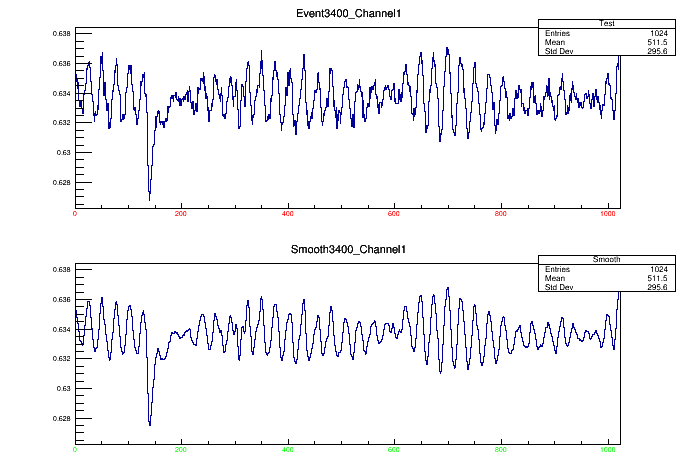 Event3400_Channel1
Test
Entries 1024
Mean 511.5
Std Dev 295.6
0.638
0.636
0.634
0.632
0.63
0.628
0 200 400 600 800 1000
Smooth3400_Channel1
Smooth
Entries 1024
Mean 511.5
Std Dev 295.6
0.638
0.636
0.634
0.632
0.63
0.628
0 200 400 600 800 1000